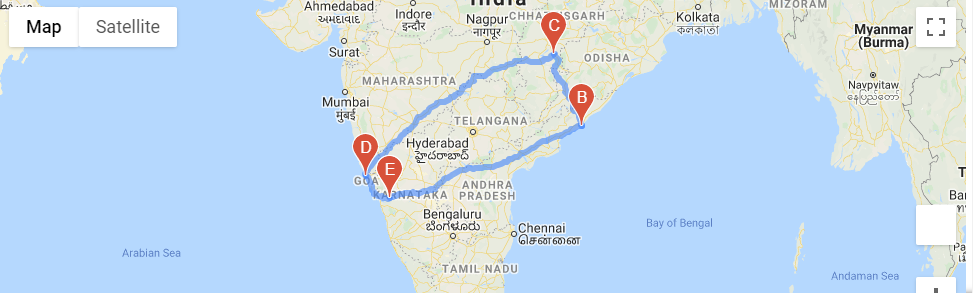 Map
Satellite
India
Ahmedabad
અમદાવાદ
Indore
इन्दौर
Nagpur
नागपूर
CHHATTISGARH
Kolkata
কলকাতা
MIZORAM
Myanmar
(Burma)
Naypyitaw
နေပြည်တော်
Surat
ODISHA
C
MAHARASHTRA
Mumbai
मुंबई
B
TELANGANA
Hyderabad
హైదరాబాద్
D
E
GOA
KARNATAKA
ANDHRA
PRADESH
Bengaluru
ಬೆಂಗಳೂರು
Chennai
சென்னை
TAMIL NADU
Bay of Bengal
Arabian Sea
Andaman Sea